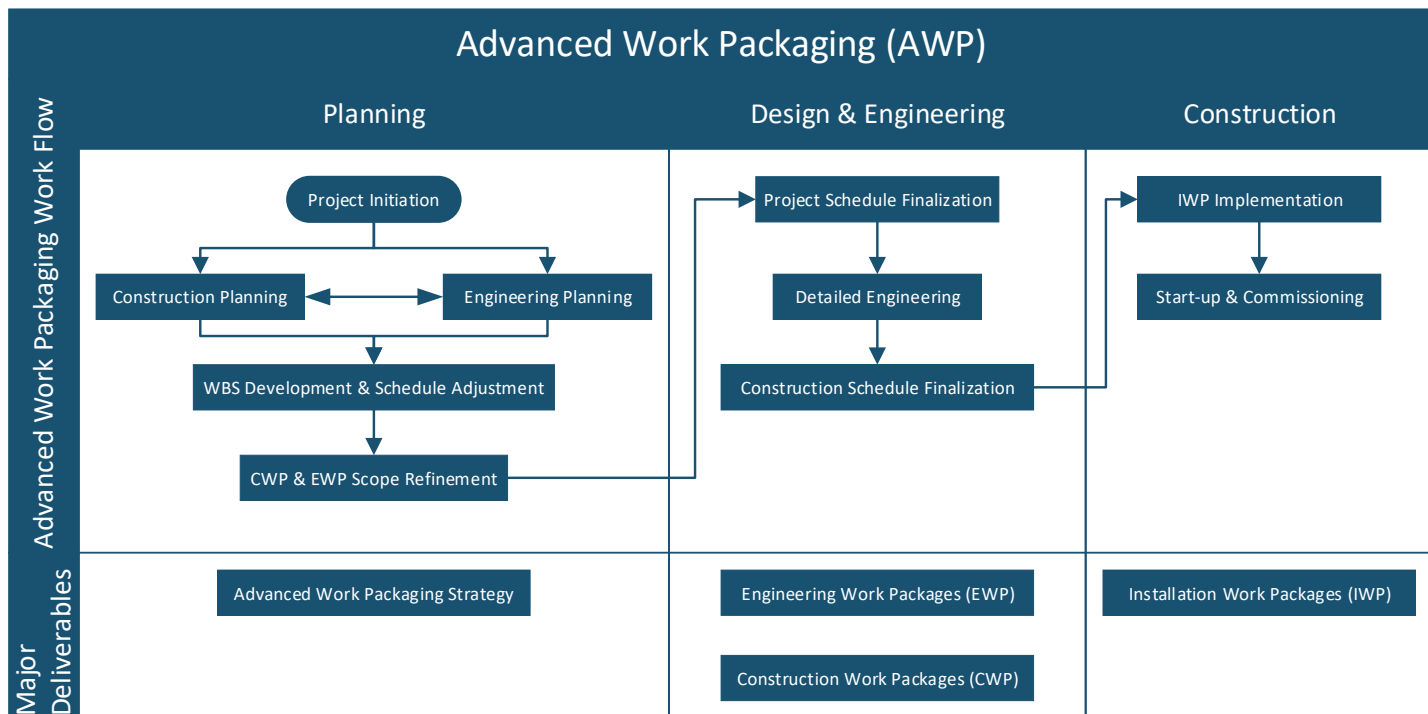 Advanced Work Packaging (AWP)
Planning
Design & Engineering
Construction
Advanced Work Packaging Work Flow
Project Initiation
Construction Planning
Engineering Planning
WBS Development & Schedule Adjustment
CWP & EWP Scope Refinement
Project Schedule Finalization
Detailed Engineering
Construction Schedule Finalization
IWP Implementation
Start-up & Commissioning
Major
Deliverables
Advanced Work Packaging Strategy
Engineering Work Packages (EWP)
Construction Work Packages (CWP)
Installation Work Packages (IWP)